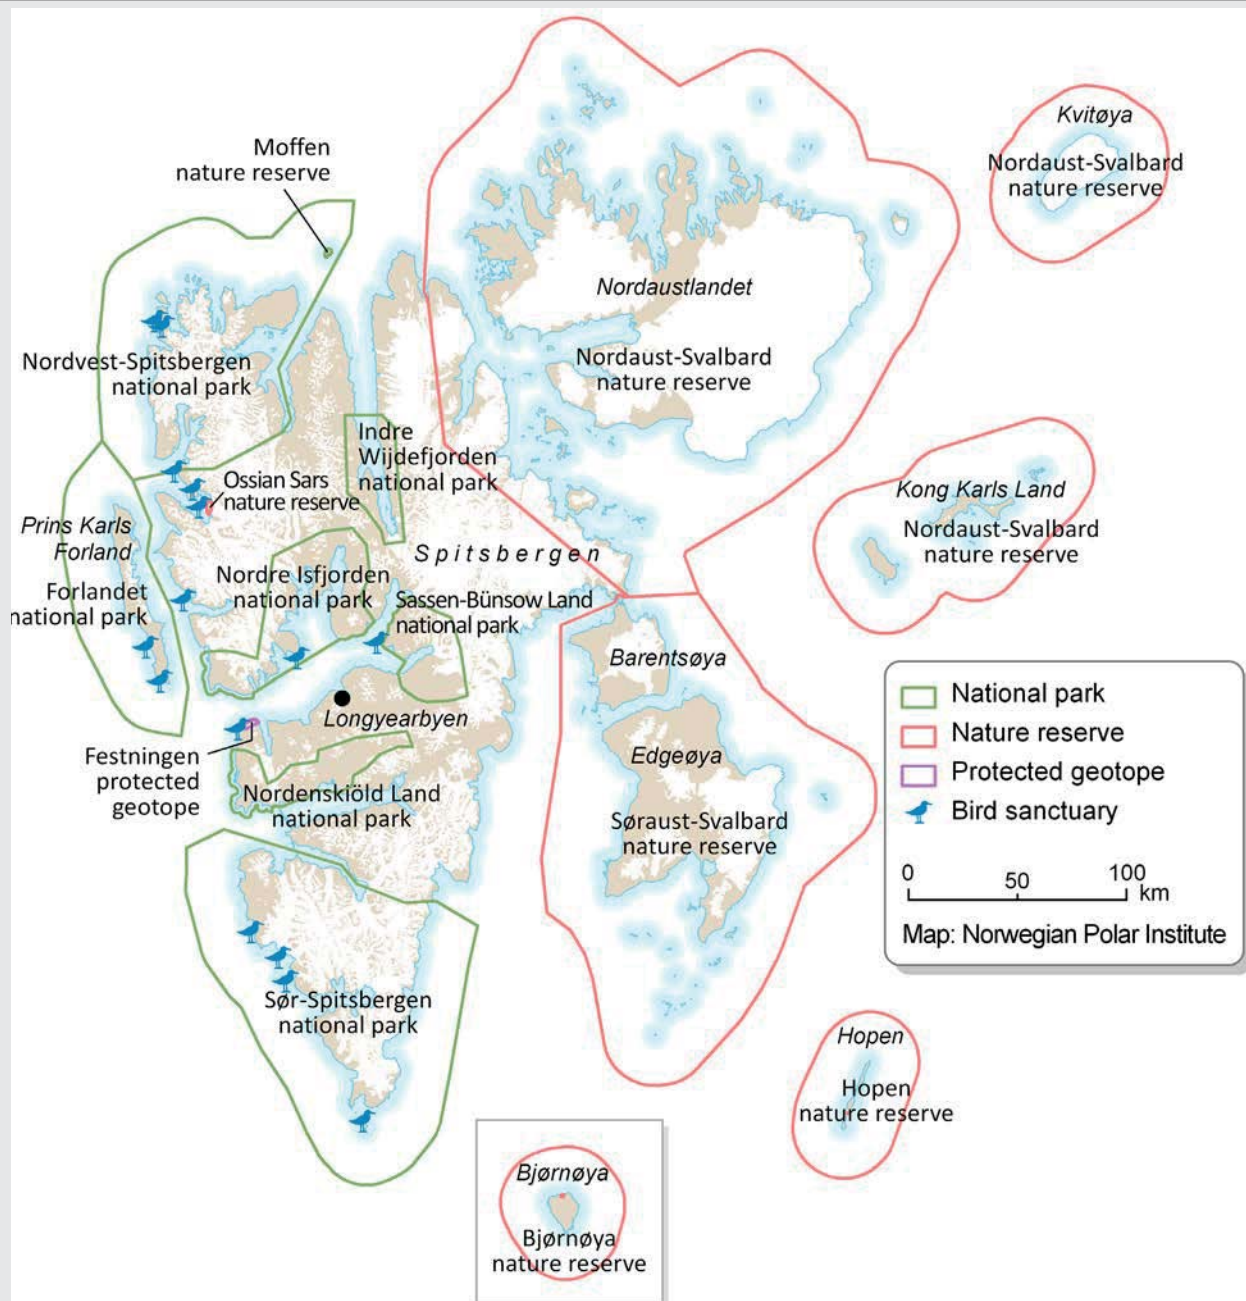 Kvitøya
Nordaust-Svalbard
nature reserve
Moffen
nature reserve
Nordaustlandet
Nordaust-Svalbard
nature reserve
Nordvest-Spitsbergen
national park
Indre
Wijdefjorden
national park
Ossian Sars
nature reserve
Kong Karls Land
Nordaust-Svalbard
nature reserve
Prins Karls
Forland
Spitsbergen
Nordre Isfjorden
national park
Forlandet
national park
Sassen-Bünsow Land
national park
Barentsøya
Longyearbyen
Edgeøya
Festningen
protected
geotope
Nordenskiöld Land
national park
Søraust-Svalbard
nature reserve
National park
Nature reserve
Protected geotope
Bird sanctuary
0 50 100
km
Map: Norwegian Polar Institute
Sør-Spitsbergen
national park
Hopen
Hopen
nature reserve
Bjørnøya
Bjørnøya
nature reserve